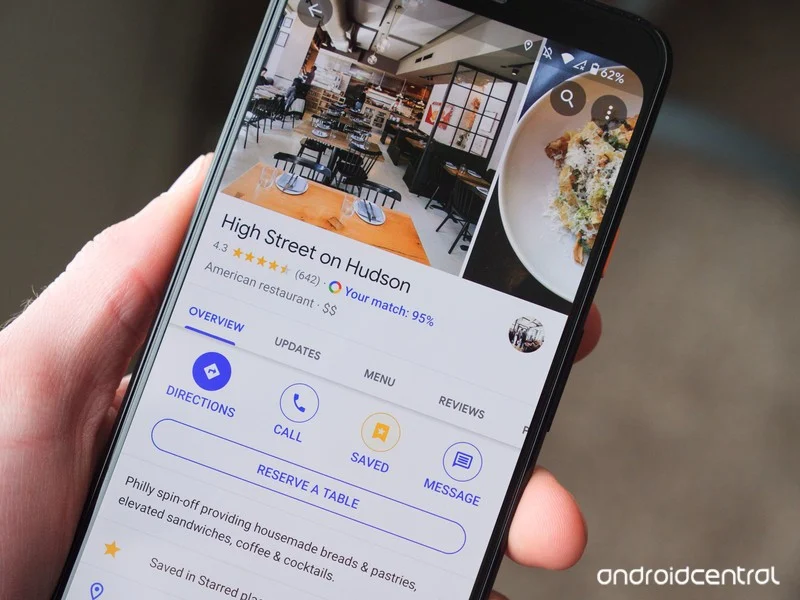 62%
High Street on Hudson
4.3 (642) · Your match: 95%
American restaurant · $$
OVERVIEW UPDATES MENU REVIEWS
DIRECTIONS CALL SAVED MESSAGE
RESERVE A TABLE
Philly spin-off providing housemade breads & pastries,
elevated sandwiches, coffee & cocktails.
Saved in Starred pla
androidcentral